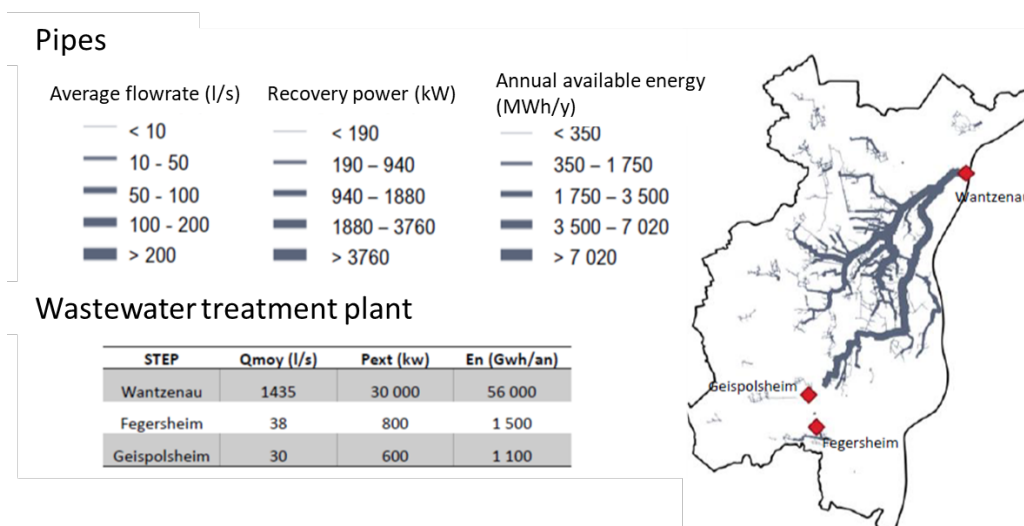 Pipes
Average flowrate (l/s)
< 10
10 - 50
50 - 100
100 - 200
> 200
Recovery power (kW)
< 190
190 – 940
940 – 1880
1880 – 3760
> 3760
Annual available energy
(MWh/y)
< 350
350 – 1 750
1 750 – 3 500
3 500 – 7 020
> 7 020
Wastewater treatment plant
STEP Qmoy (l/s) Pext (kw) En (Gwh/an)
Wantzenau 1435 30 000 56 000
Fegersheim 38 800 1 500
Geispolsheim 30 600 1 100
Wantzenau
Geispolsheim
Fegersheim